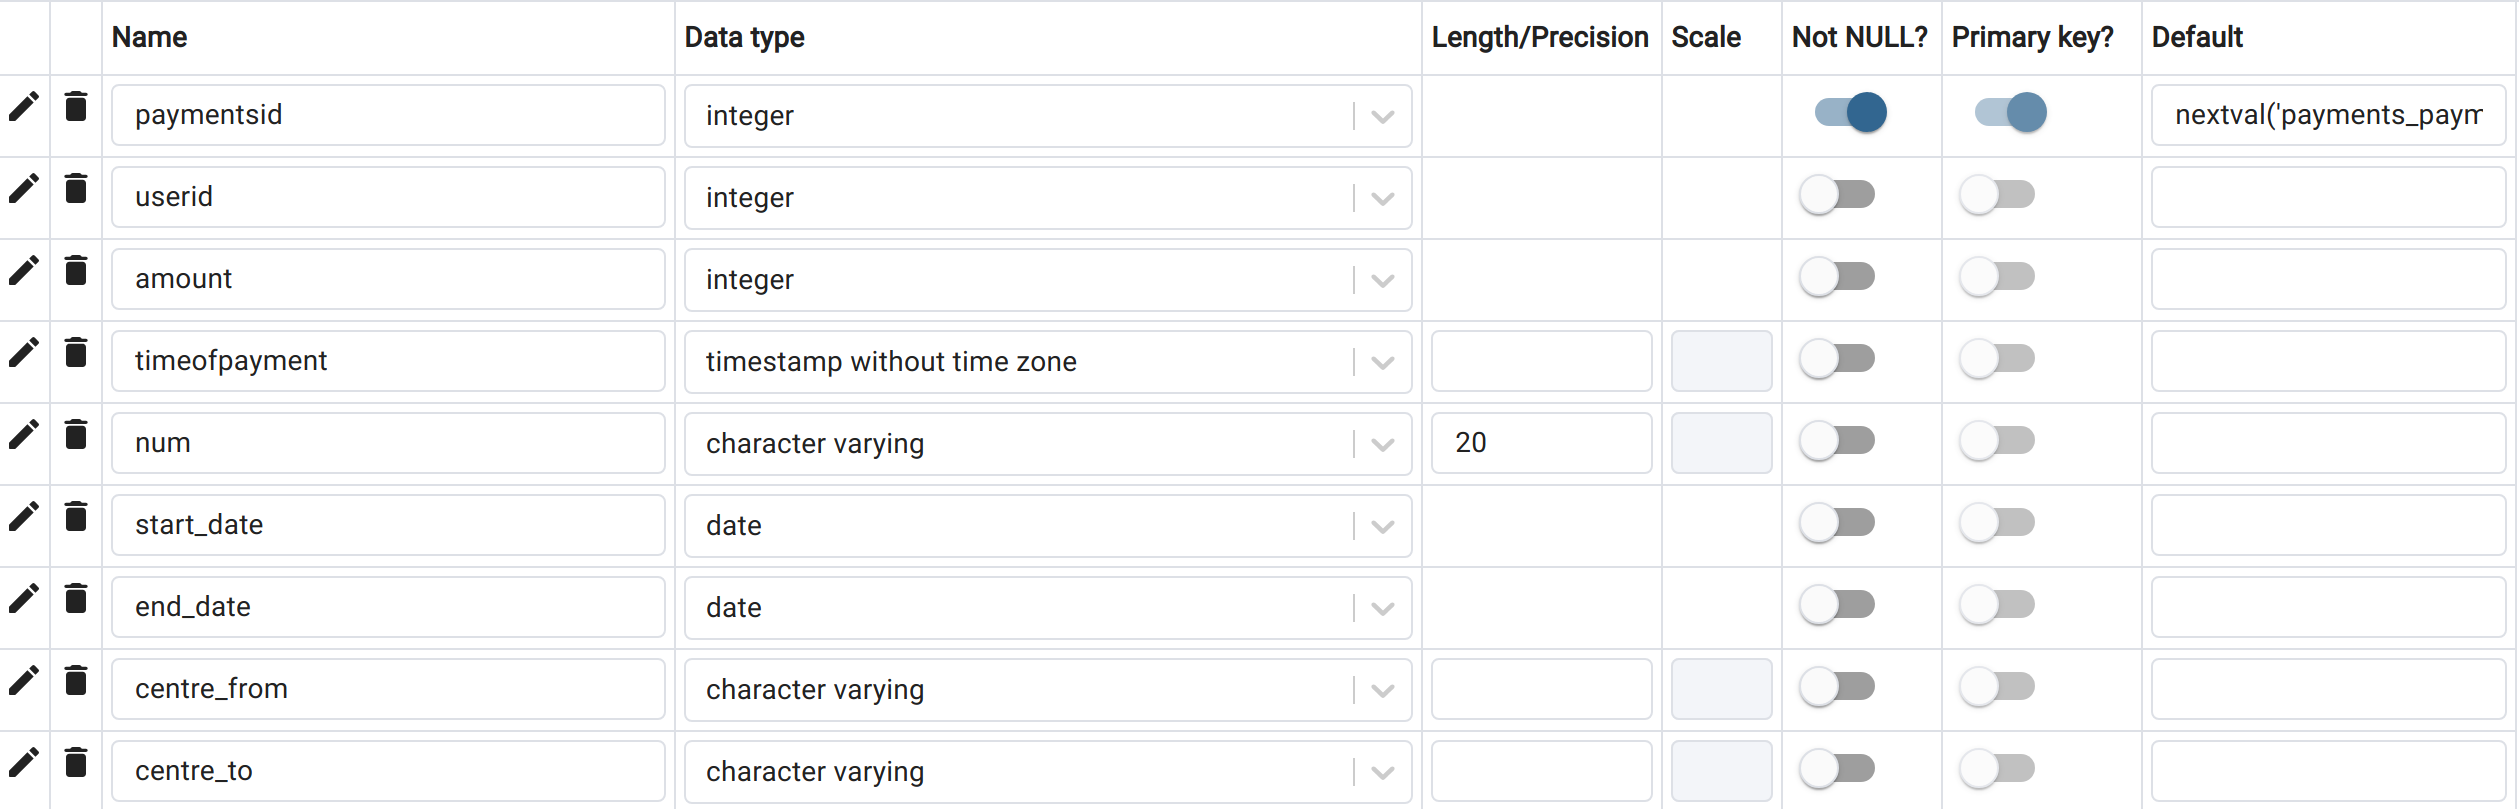 Name Data type Length/Precision Scale Not NULL? Primary key? Default
paymentsid integer nextval('payments_paym
userid integer
amount integer
timeofpayment timestamp without time zone
num character varying 20
start_date date
end_date date
centre_from character varying
centre_to character varying